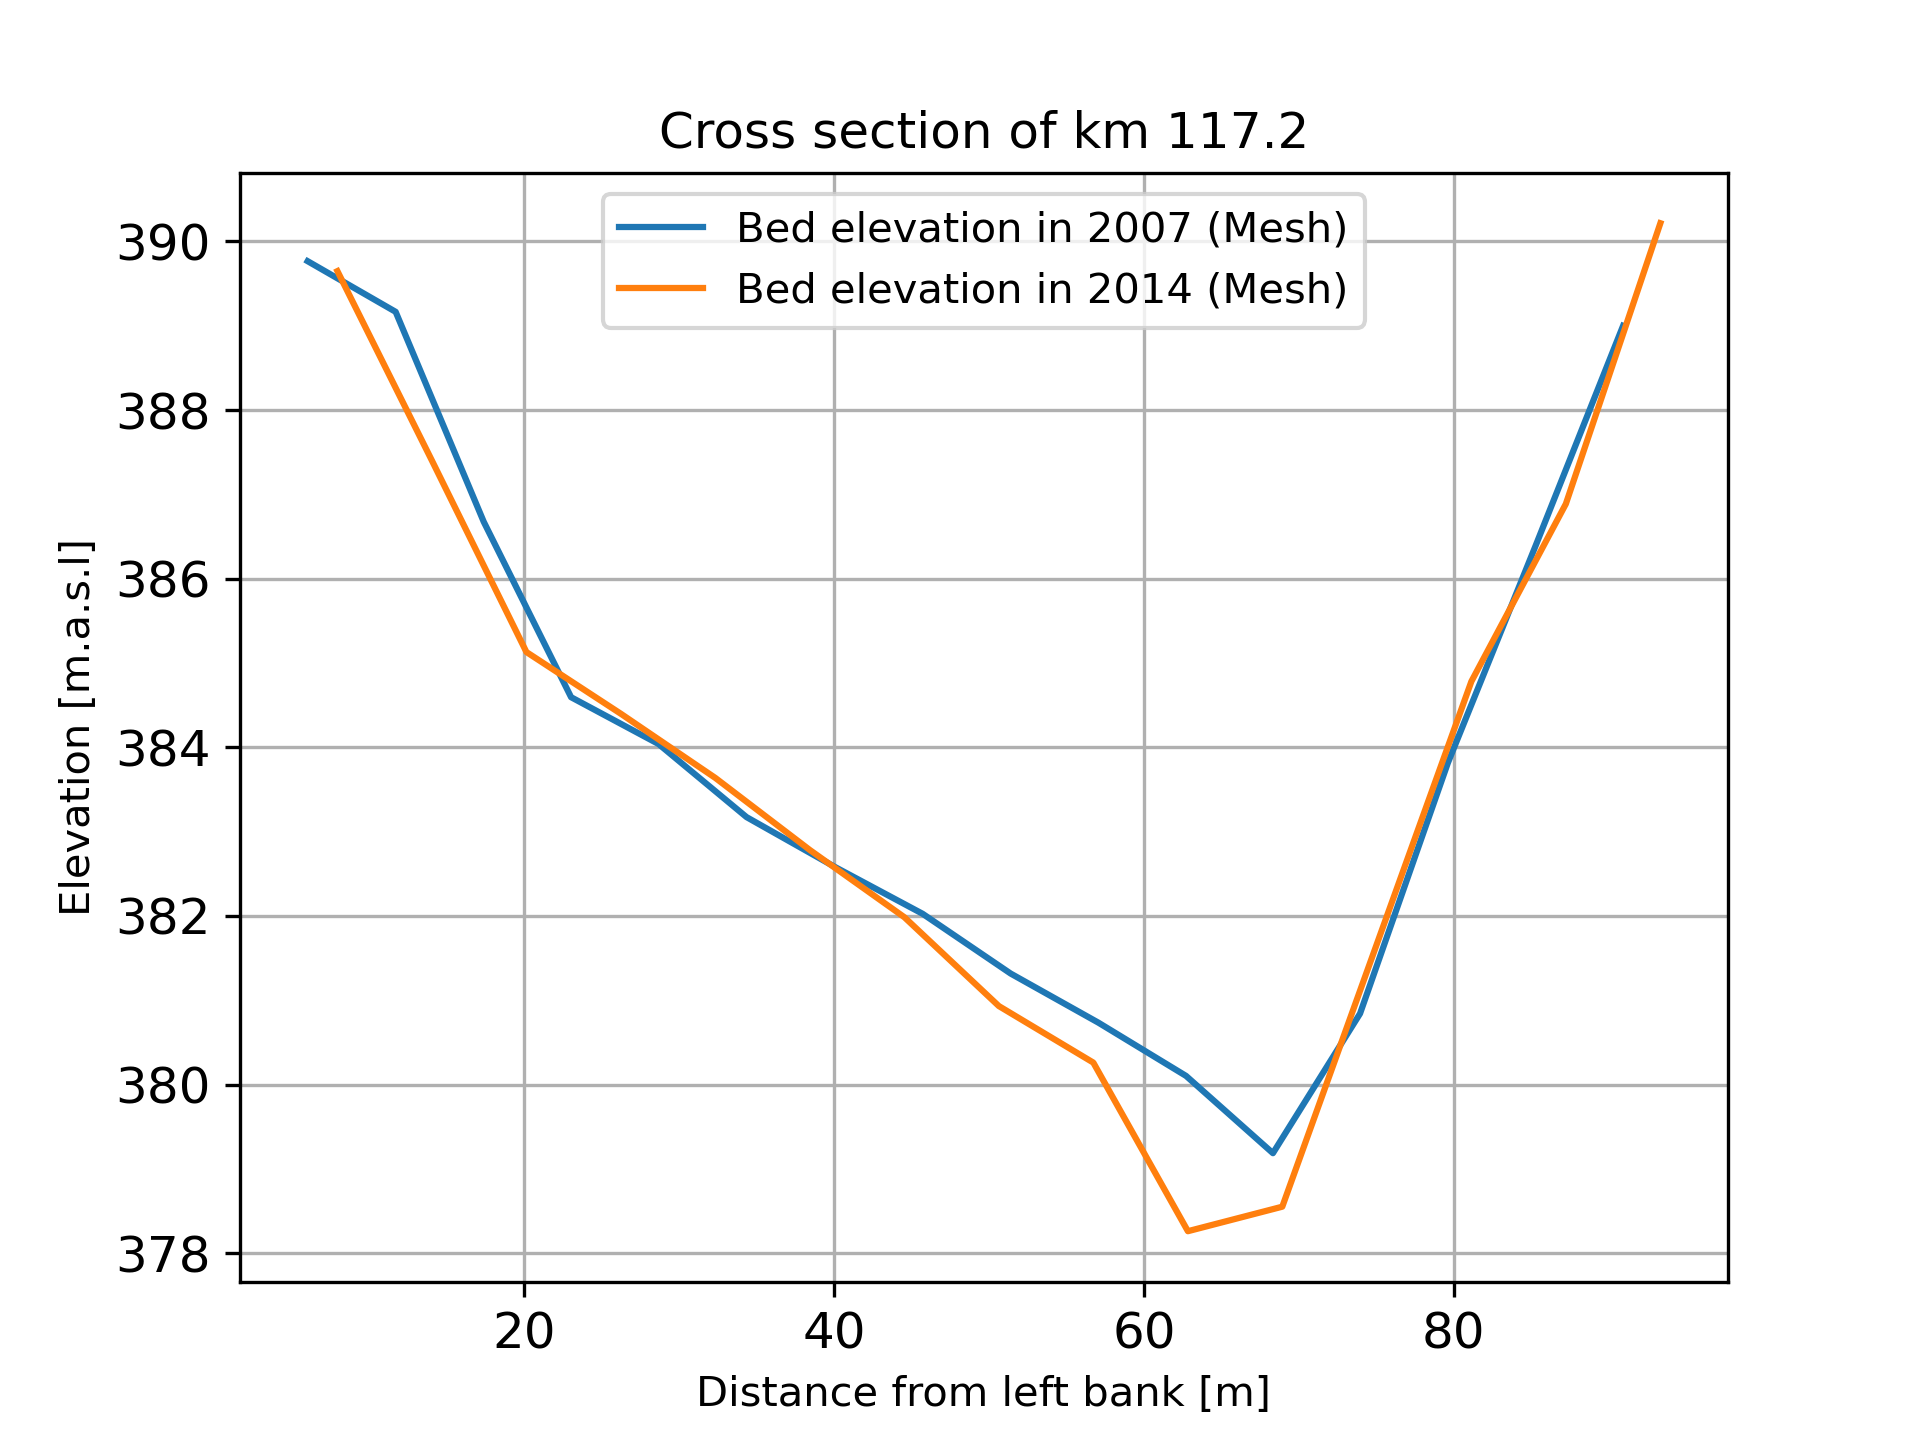 Cross section of km 117.2
Bed elevation in 2007 (Mesh)
Bed elevation in 2014 (Mesh)
Elevation [m.a.s.l]
390
388
386
384
382
380
378
20 40 60 80
Distance from left bank [m]